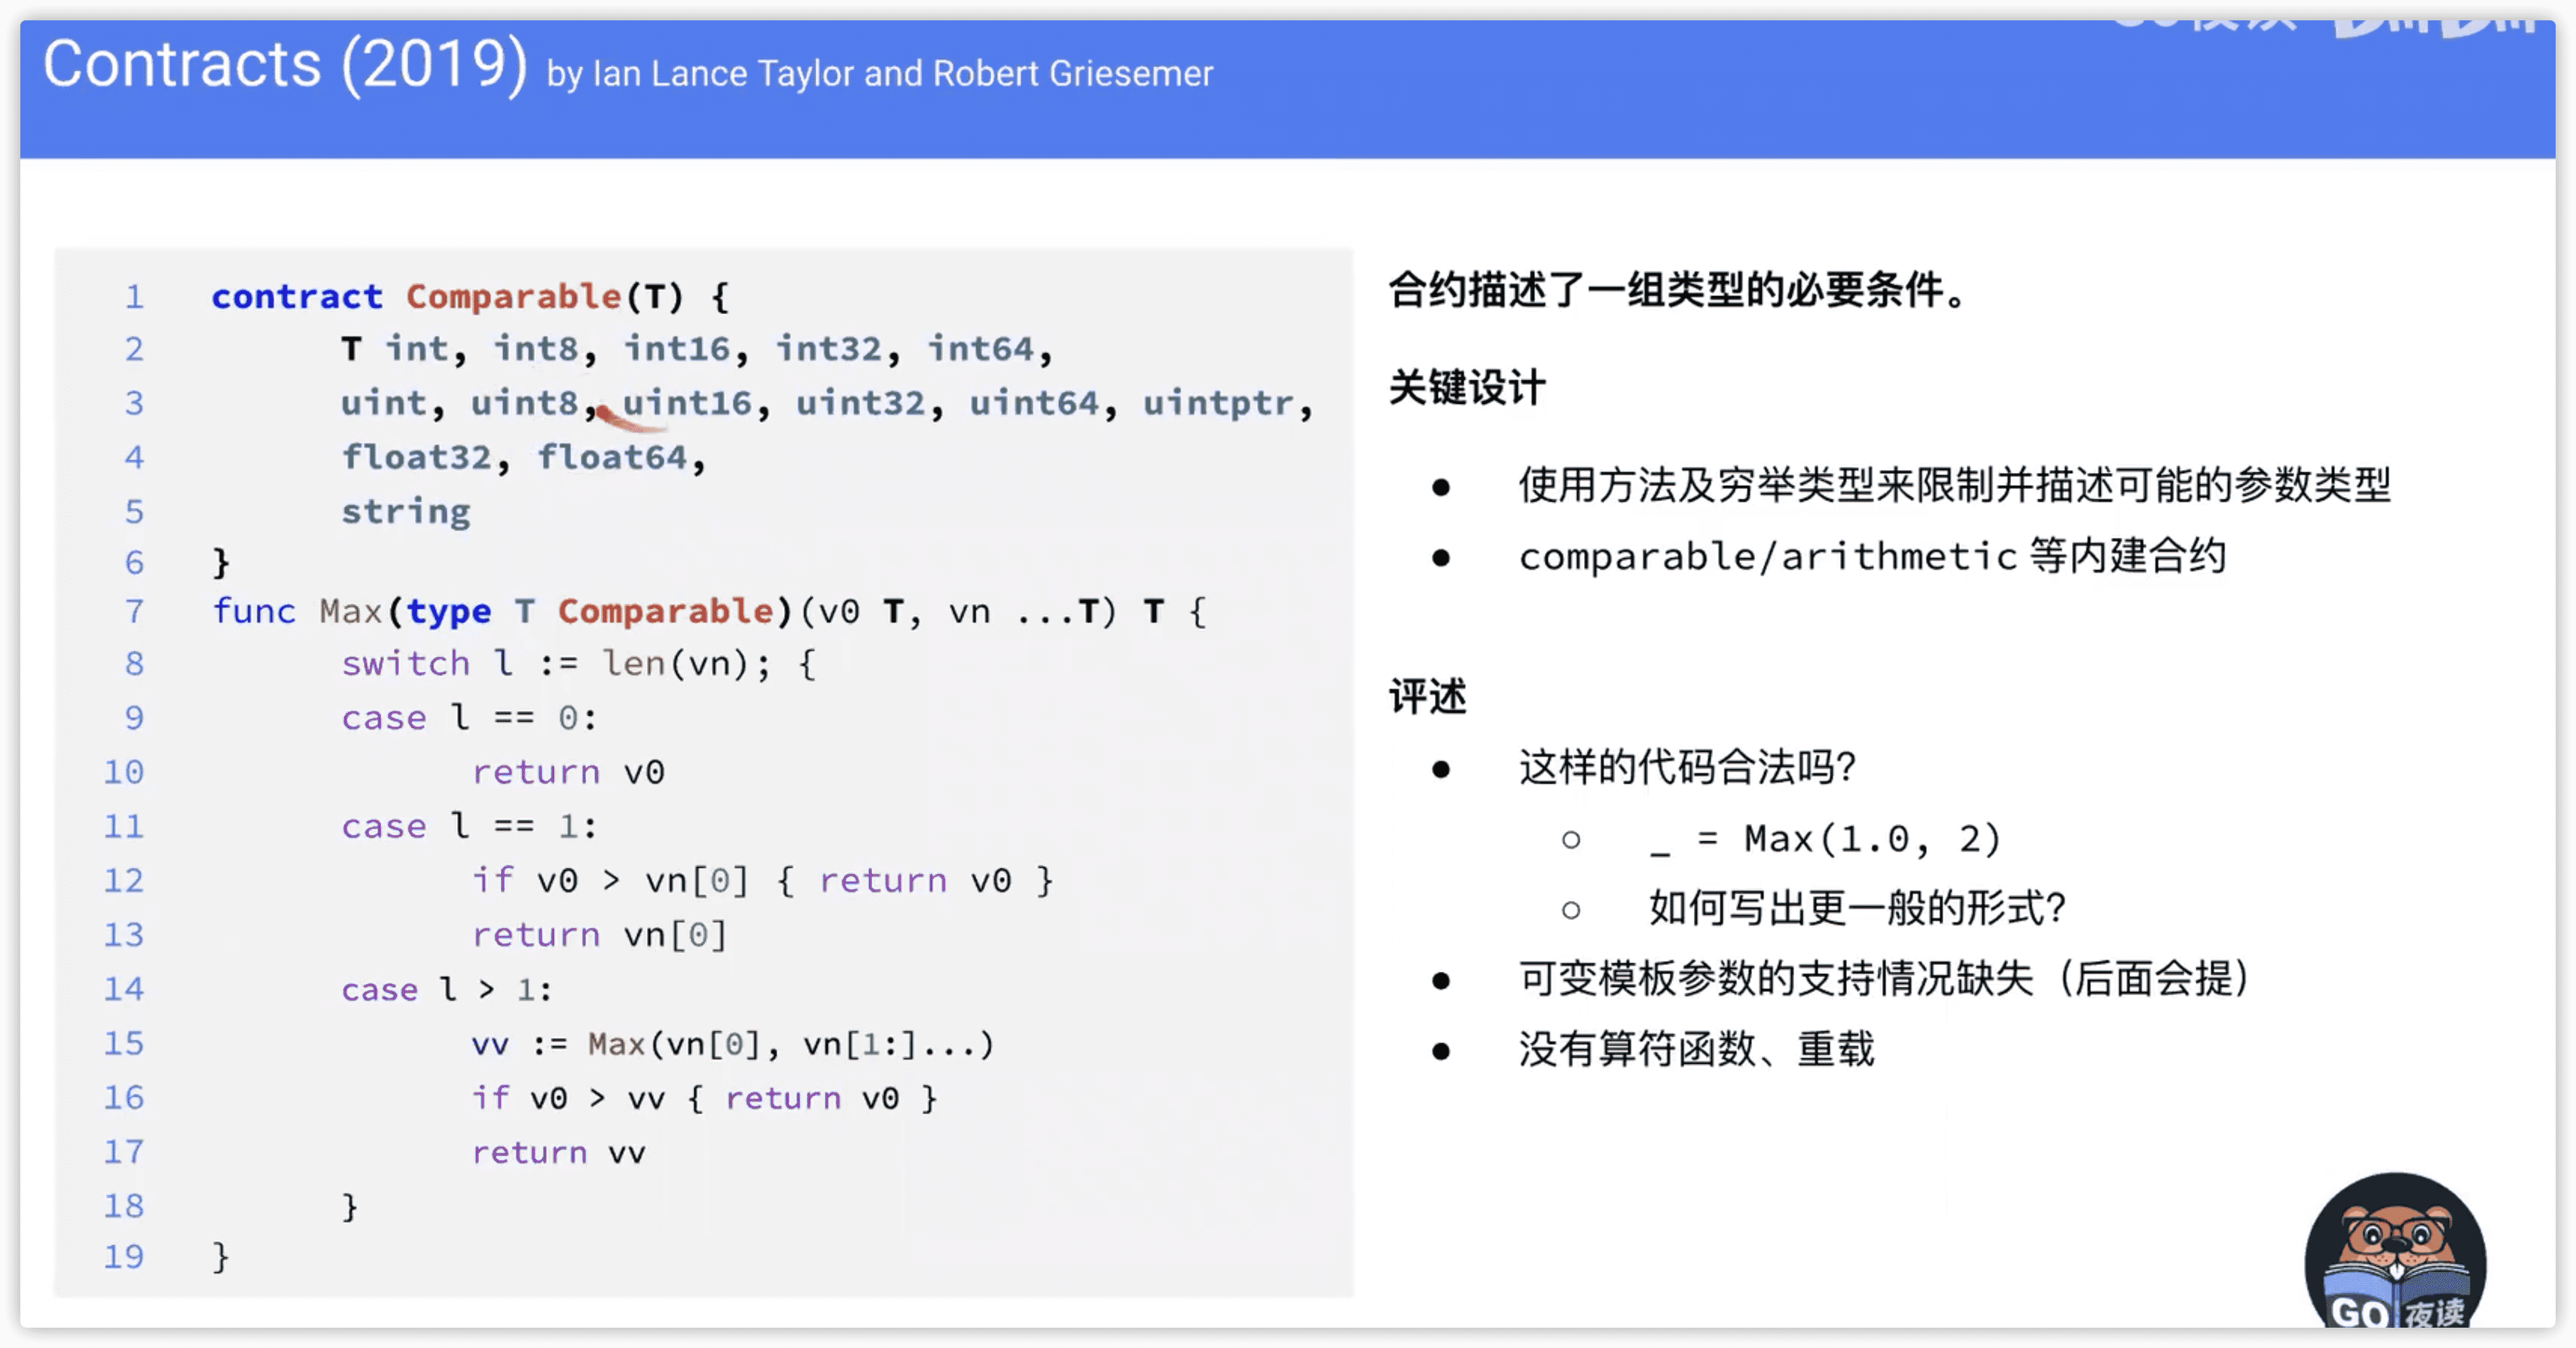 Contracts (2019) by Ian Lance Taylor and Robert Griesemer
1 contract Comparable(T) {
2 T int, int8, int16, int32, int64,
3 uint, uint8, uint16, uint32, uint64, uintptr,
4 float32, float64,
5 string
6 }
7 func Max(type T Comparable)(v0 T, vn ...T) T {
8 switch l := len(vn); {
9 case l == 0:
10 return v0
11 case l == 1:
12 if v0 > vn[0] { return v0 }
13 return vn[0]
14 case l > 1:
15 vv := Max(vn[0], vn[1:]...)
16 if v0 > vv { return v0 }
17 return vv
18 }
19 }
合约描述了一组类型的必要条件。
关键设计
● 使用方法及穷举类型来限制并描述可能的参数类型
● comparable/arithmetic 等内建合约
评述
● 这样的代码合法吗?
○ _ = Max(1.0, 2)
○ 如何写出更一般的形式?
● 可变模板参数的支持情况缺失（后面会提）
● 没有算符函数、重载
GO 夜读